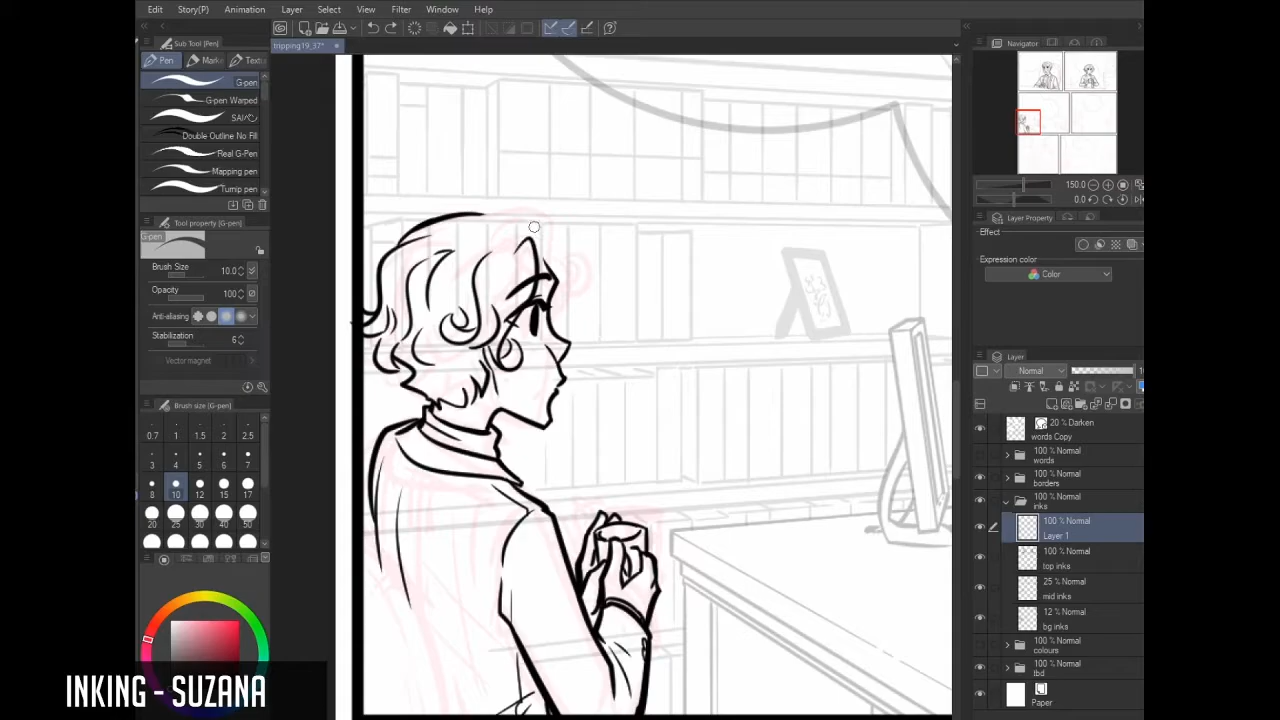 Edit Story(P) Animation Layer Select View Filter Window Help
Sub Tool [Pen]
tripping19_37*
Navigator
Pen Marke Textu
G-pen
G-pen Warped
SAI
Double Outline No Fill
Real G-Pen
Mapping pen
Turnip pen
Tool property [G-pen]
G-pen
Brush Size 10.0
Opacity 100
Anti-aliasing
Stabilization 6
Vector magnet
Brush size [G-pen]
0.7 1 1.5 2 2.5
3 4 5 6 7
8 10 12 15 17
20 25 30 40 50
150.0
0.0
Layer Property
Effect
Expression color
Color
Layer
Normal
20 % Darken
words Copy
100 % Normal
words
100 % Normal
borders
100 % Normal
inks
100 % Normal
Layer 1
100 % Normal
top inks
25 % Normal
mid inks
12 % Normal
bg inks
100 % Normal
colours
100 % Normal
tbd
Paper
INKING - SUZANA